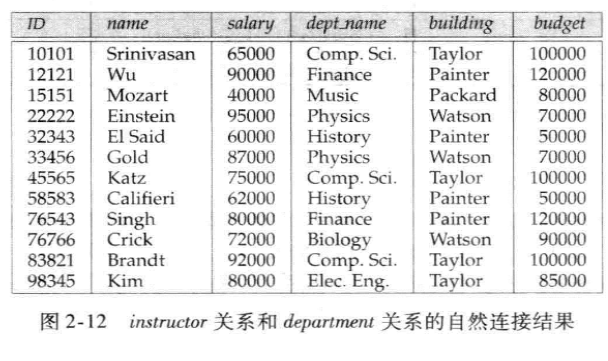 ID name salary dept_name building budget
10101 Srinivasan 65000 Comp. Sci. Taylor 100000
12121 Wu 90000 Finance Painter 120000
15151 Mozart 40000 Music Packard 80000
22222 Einstein 95000 Physics Watson 70000
32343 El Said 60000 History Painter 50000
33456 Gold 87000 Physics Watson 70000
45565 Katz 75000 Comp. Sci. Taylor 100000
58583 Califieri 62000 History Painter 50000
76543 Singh 80000 Finance Painter 120000
76766 Crick 72000 Biology Watson 90000
83821 Brandt 92000 Comp. Sci. Taylor 100000
98345 Kim 80000 Elec. Eng. Taylor 85000
图 2-12 instructor 关系和 department 关系的自然连接结果